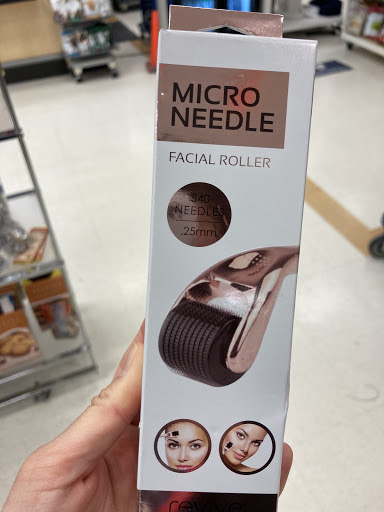 MICRO
NEEDLE
FACIAL ROLLER
540
NEEDLES
.25mm